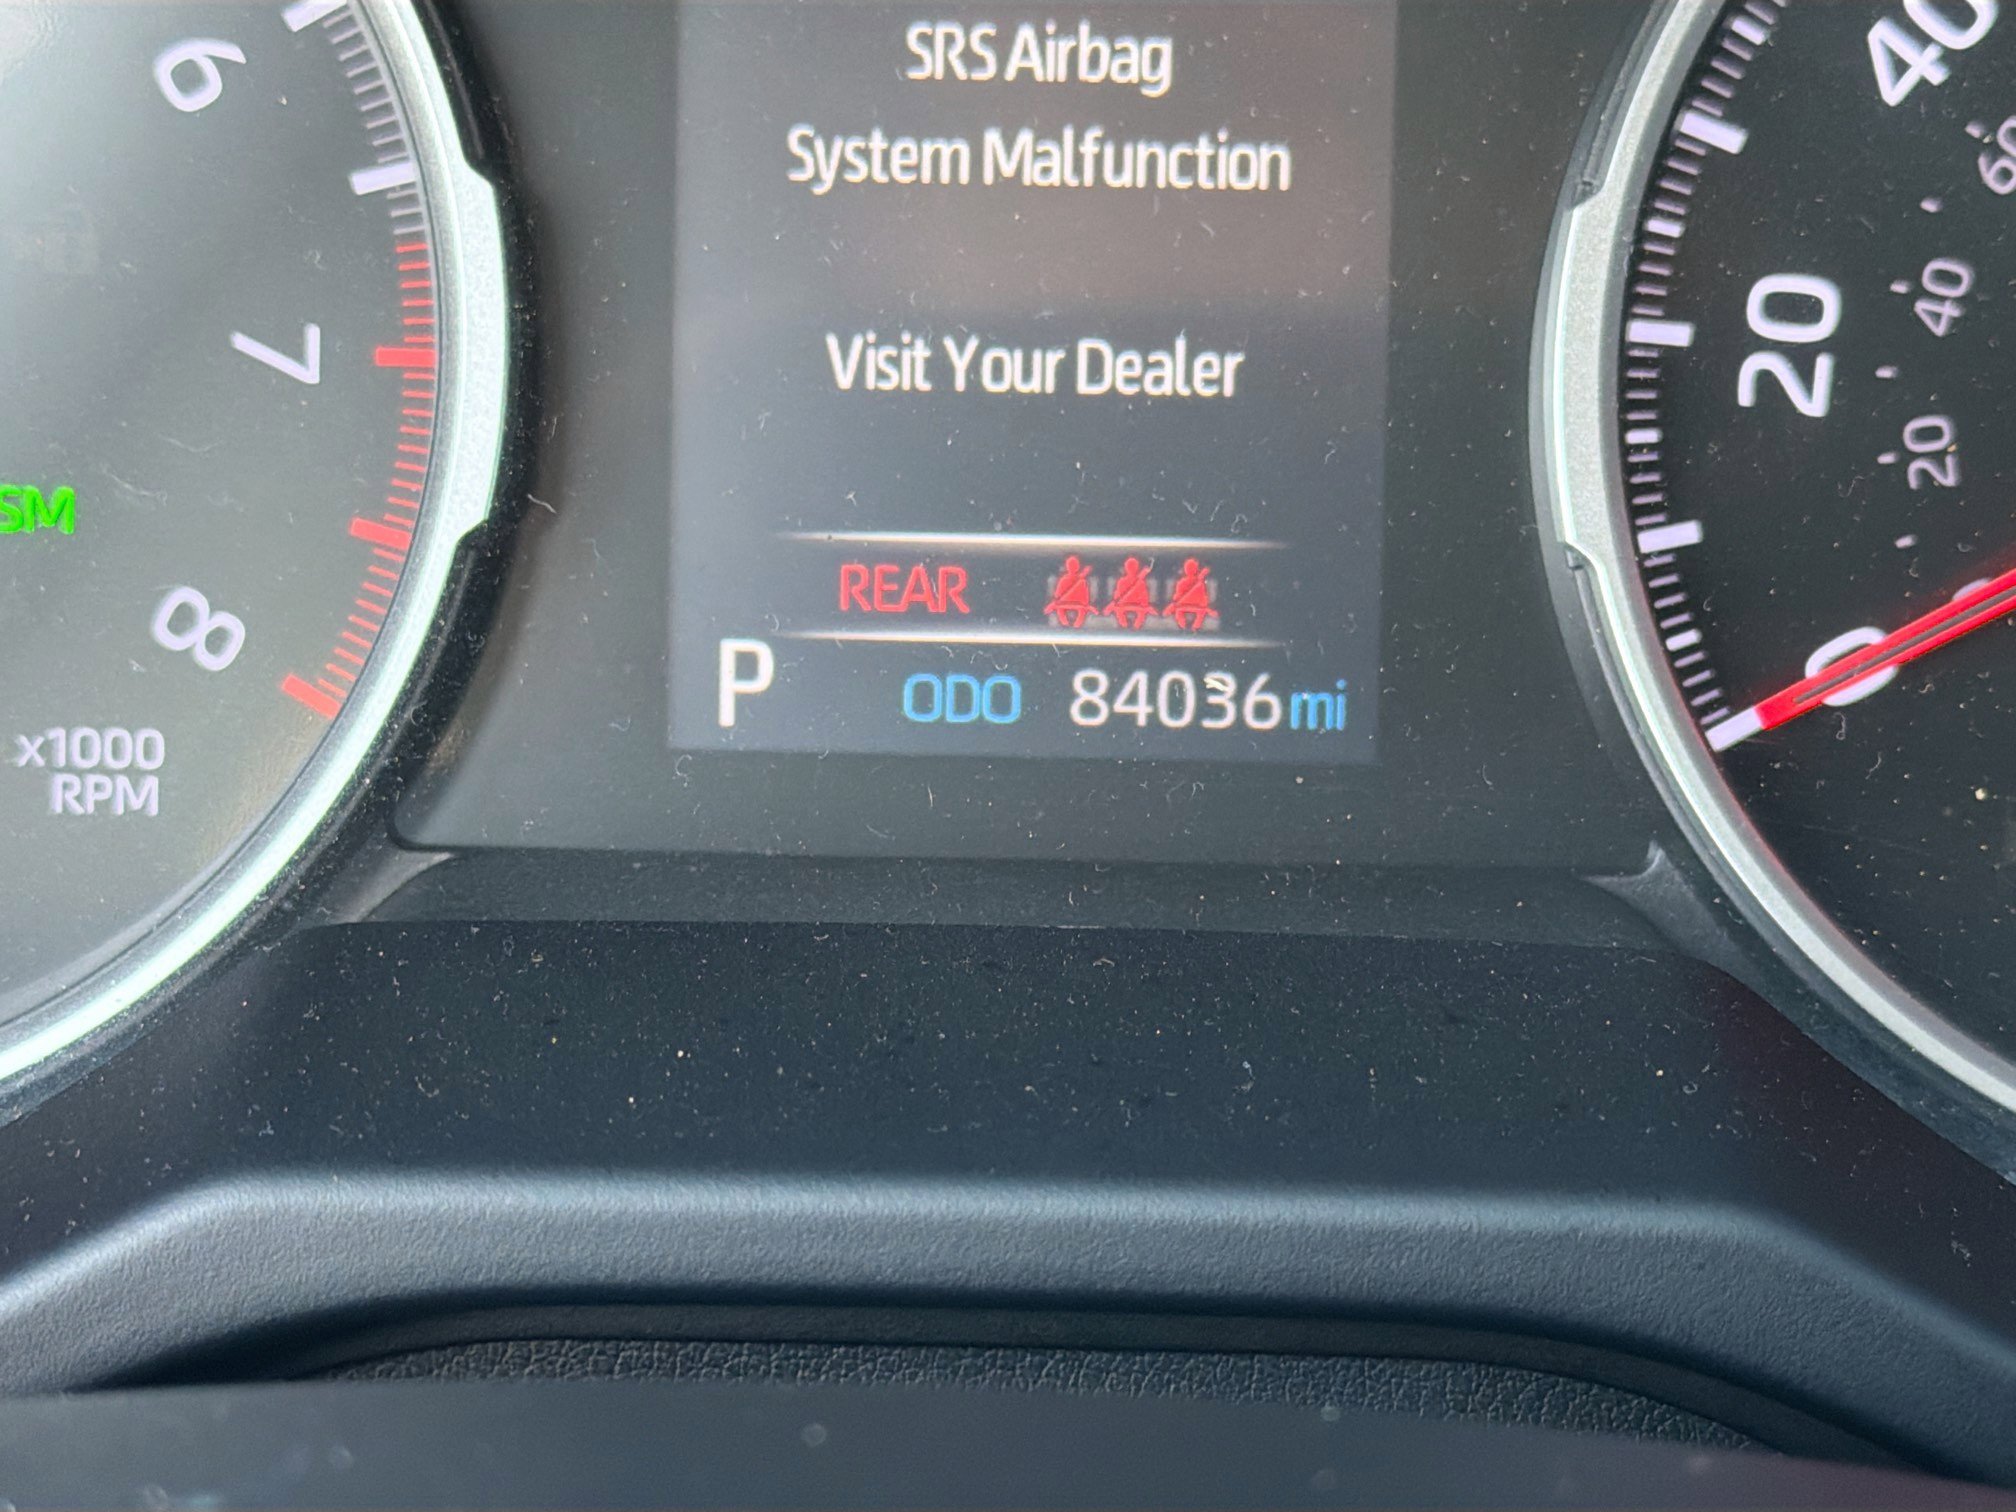 SRS Airbag
System Malfunction
Visit Your Dealer
REAR
P ODO 84036 mi
6
7
8
x1000
RPM
40
20
0
60
40
20